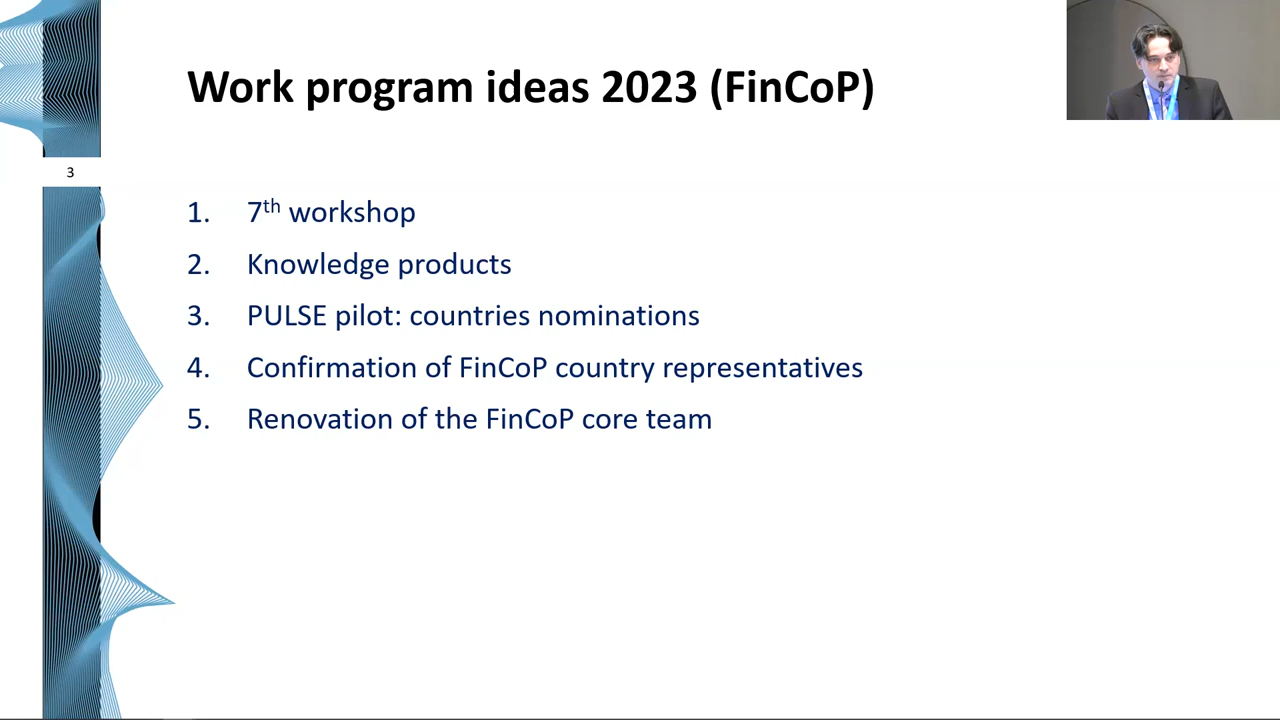 Work program ideas 2023 (FinCoP)
3
1. 7th workshop
2. Knowledge products
3. PULSE pilot: countries nominations
4. Confirmation of FinCoP country representatives
5. Renovation of the FinCoP core team